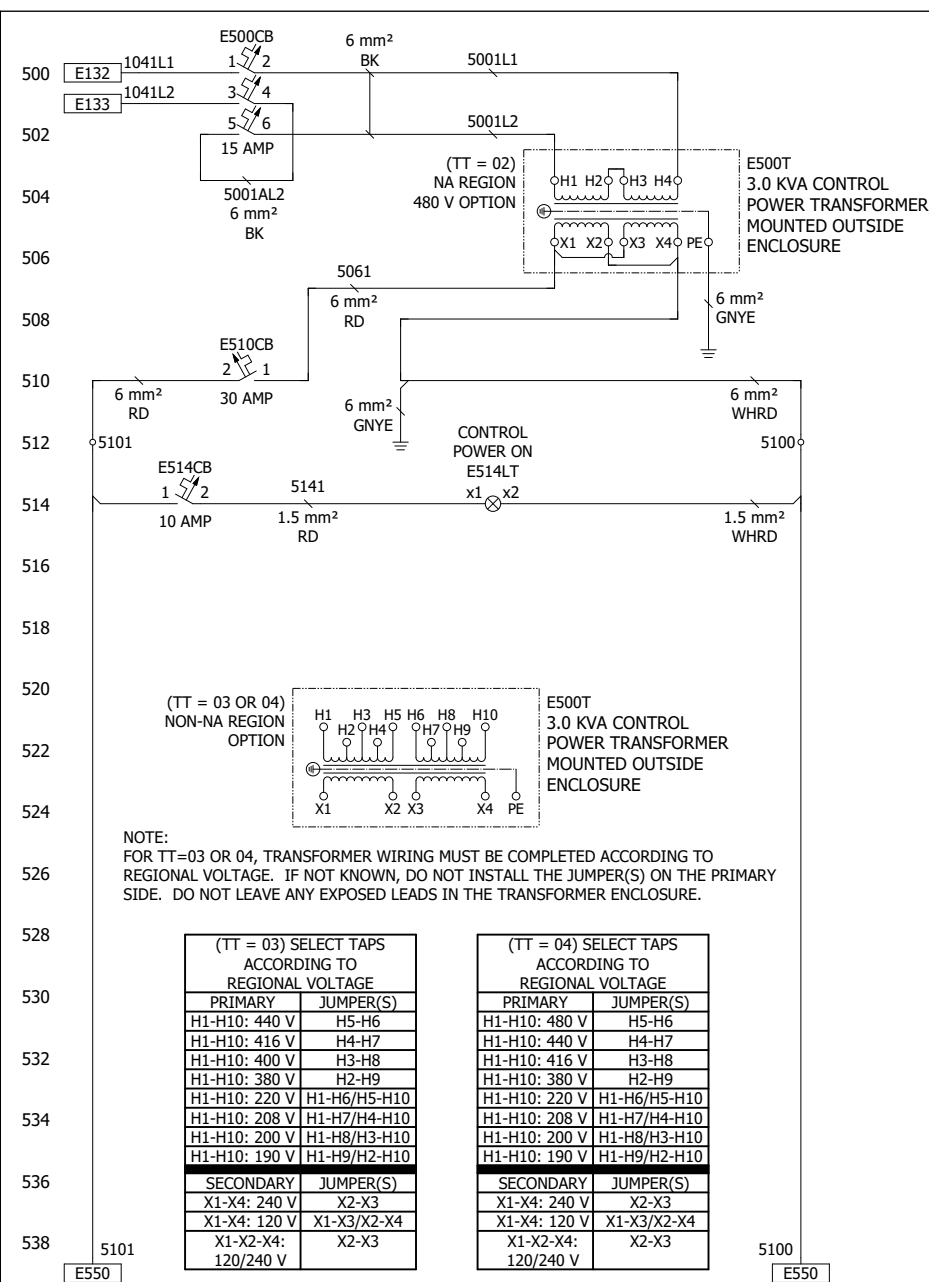 E500CB
6 mm²
BK
5001L1
500 E132 1041L1 1 2
E133 1041L2 3 4
5 6
502
15 AMP
5001L2
5001AL2
6 mm²
BK
504
(TT = 02)
NA REGION
480 V OPTION
H1 H2 H3 H4
X1 X2 X3 X4 PE
E500T
3.0 KVA CONTROL
POWER TRANSFORMER
MOUNTED OUTSIDE
ENCLOSURE
506
5061
6 mm²
RD
6 mm²
GNYE
508
E510CB
2 1
510
30 AMP
6 mm²
RD
6 mm²
GNYE
6 mm²
WHRD
512
5101
CONTROL
POWER ON
E514LT
x1 x2
5100
E514CB
1 2
5141
514
10 AMP
1.5 mm²
RD
1.5 mm²
WHRD
516
518
520
(TT = 03 OR 04)
NON-NA REGION
OPTION
H1 H3 H5 H6 H8 H10
H2 H4 H7 H9
X1 X2 X3 X4 PE
E500T
3.0 KVA CONTROL
POWER TRANSFORMER
MOUNTED OUTSIDE
ENCLOSURE
522
524
NOTE:
FOR TT=03 OR 04, TRANSFORMER WIRING MUST BE COMPLETED ACCORDING TO
526
REGIONAL VOLTAGE. IF NOT KNOWN, DO NOT INSTALL THE JUMPER(S) ON THE PRIMARY
SIDE. DO NOT LEAVE ANY EXPOSED LEADS IN THE TRANSFORMER ENCLOSURE.
528
530
532
534
536
538
(TT = 03) SELECT TAPS
ACCORDING TO
REGIONAL VOLTAGE
PRIMARY JUMPER(S)
H1-H10: 440 V H5-H6
H1-H10: 416 V H4-H7
H1-H10: 400 V H3-H8
H1-H10: 380 V H2-H9
H1-H10: 220 V H1-H6/H5-H10
H1-H10: 208 V H1-H7/H4-H10
H1-H10: 200 V H1-H8/H3-H10
H1-H10: 190 V H1-H9/H2-H10
SECONDARY JUMPER(S)
X1-X4: 240 V X2-X3
X1-X4: 120 V X1-X3/X2-X4
X1-X2-X4: X2-X3
120/240 V
(TT = 04) SELECT TAPS
ACCORDING TO
REGIONAL VOLTAGE
PRIMARY JUMPER(S)
H1-H10: 480 V H5-H6
H1-H10: 440 V H4-H7
H1-H10: 416 V H3-H8
H1-H10: 380 V H2-H9
H1-H10: 220 V H1-H6/H5-H10
H1-H10: 208 V H1-H7/H4-H10
H1-H10: 200 V H1-H8/H3-H10
H1-H10: 190 V H1-H9/H2-H10
SECONDARY JUMPER(S)
X1-X4: 240 V X2-X3
X1-X4: 120 V X1-X3/X2-X4
X1-X2-X4: X2-X3
120/240 V
5101
E550
5100
E550